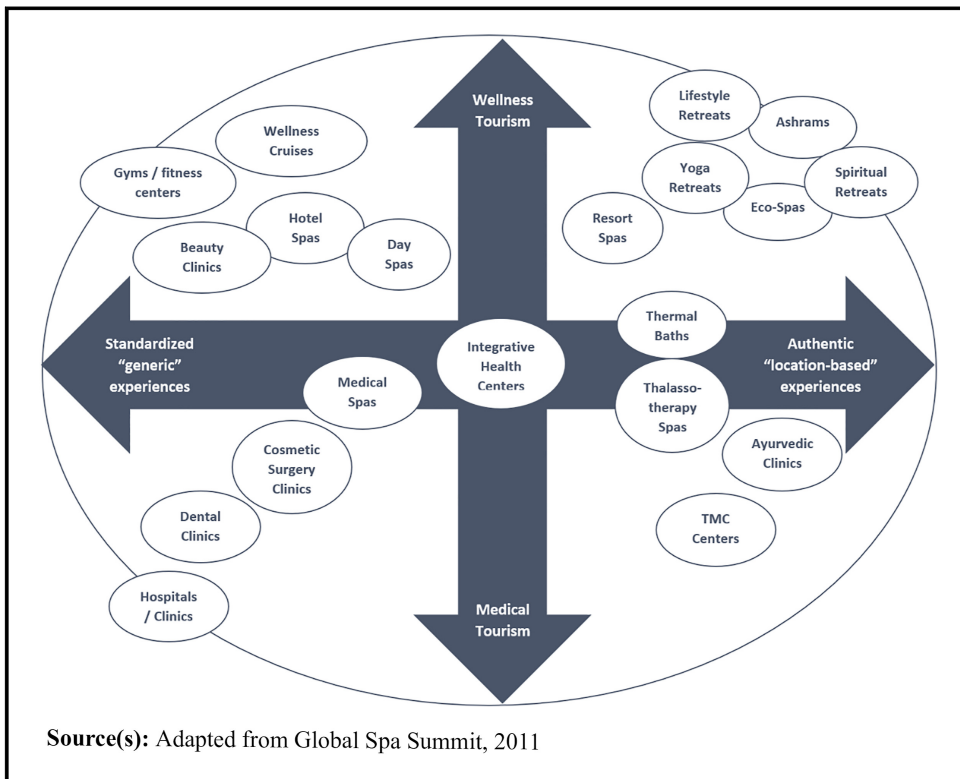 Wellness
Tourism
Lifestyle
Retreats
Ashrams
Wellness
Cruises
Gyms / fitness
centers
Yoga
Retreats
Spiritual
Retreats
Eco-Spas
Hotel
Spas
Resort
Spas
Beauty
Clinics
Day
Spas
Thermal
Baths
Standardized
"generic"
experiences
Integrative
Health
Centers
Authentic
"location-based"
experiences
Medical
Spas
Thalasso-
therapy
Spas
Cosmetic
Surgery
Clinics
Ayurvedic
Clinics
Dental
Clinics
TMC
Centers
Hospitals
/ Clinics
Medical
Tourism
Source(s): Adapted from Global Spa Summit, 2011